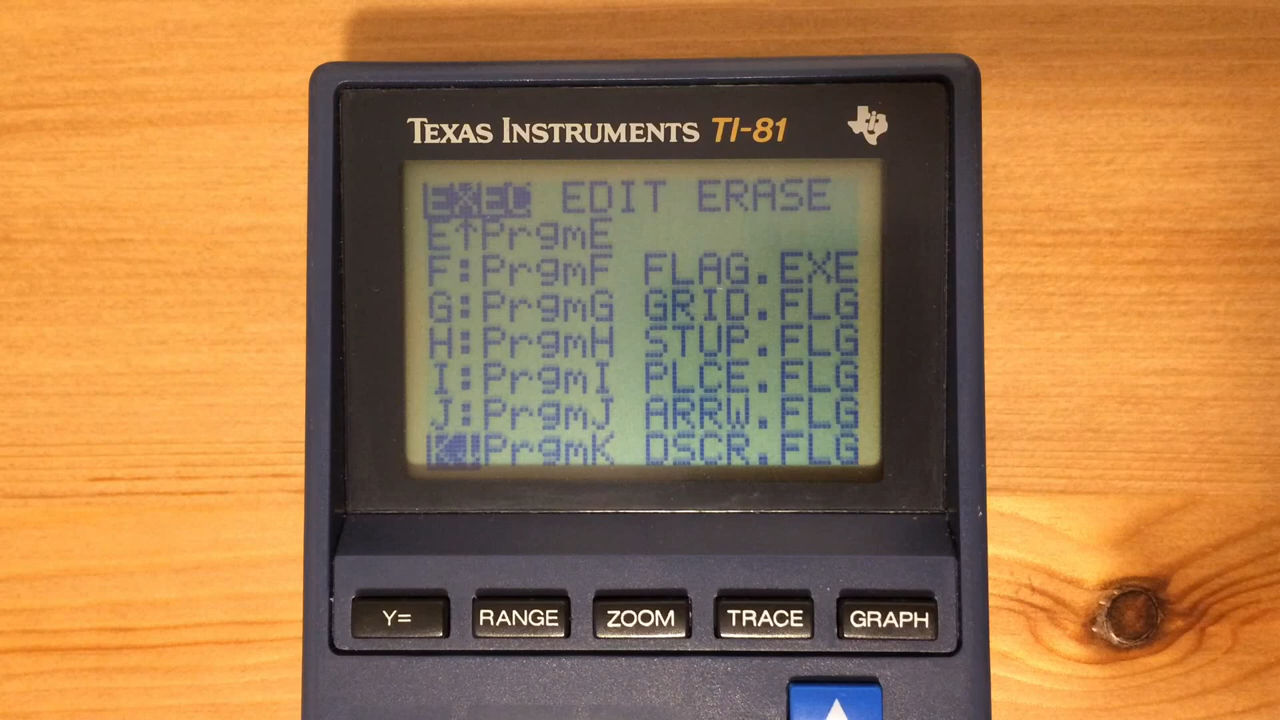 TEXAS INSTRUMENTS TI-81
EXEC EDIT ERASE
E↑PrgmE
F:PrgmF FLAG.EXE
G:PrgmG GRID.FLG
H:PrgmH STUP.FLG
I:PrgmI PLCE.FLG
J:PrgmJ ARRW.FLG
K:PrgmK DSCR.FLG
Y= RANGE ZOOM TRACE GRAPH